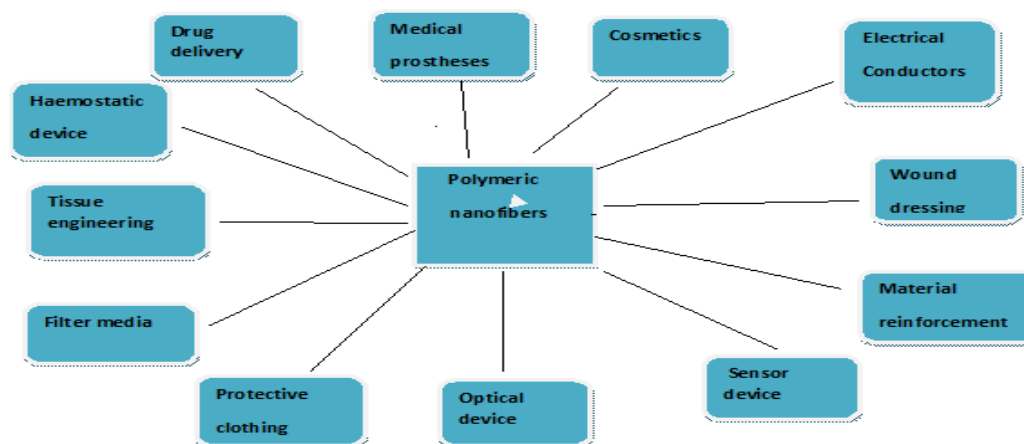 Drug
delivery
Medical
prostheses
Cosmetics
Electrical
Conductors
Haemostatic
device
Polymeric
nanofibers
Wound
dressing
Tissue
engineering
Material
reinforcement
Filter media
Sensor
device
Protective
clothing
Optical
device